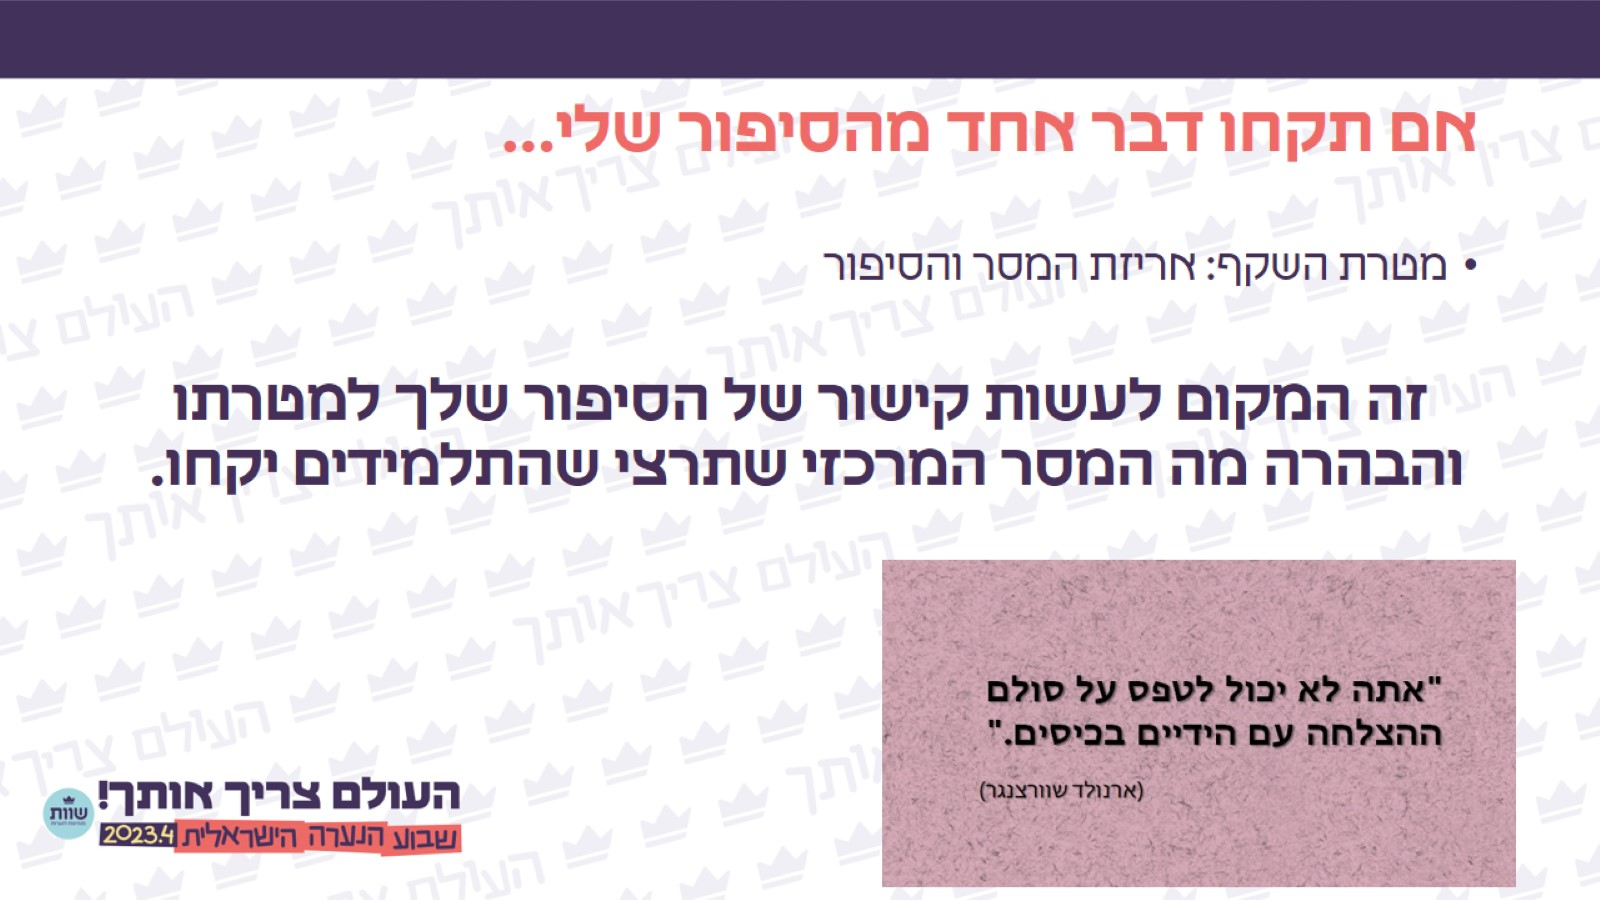 אם תקחו דבר אחד מהסיפור שלי...
• מטרת השקף: אריזת המסר והסיפור
זה המקום לעשות קישור של הסיפור שלך למטרתו
והבהרה מה המסר המרכזי שתרצי שהתלמידים יקחו.
"אתה לא יכול לטפס על סולם
ההצלחה עם הידיים בכיסים."
(ארנולד שוורצנגר)
העולם צריך אותך!
שבוע הנערה הישראלית 2023.4
שוות